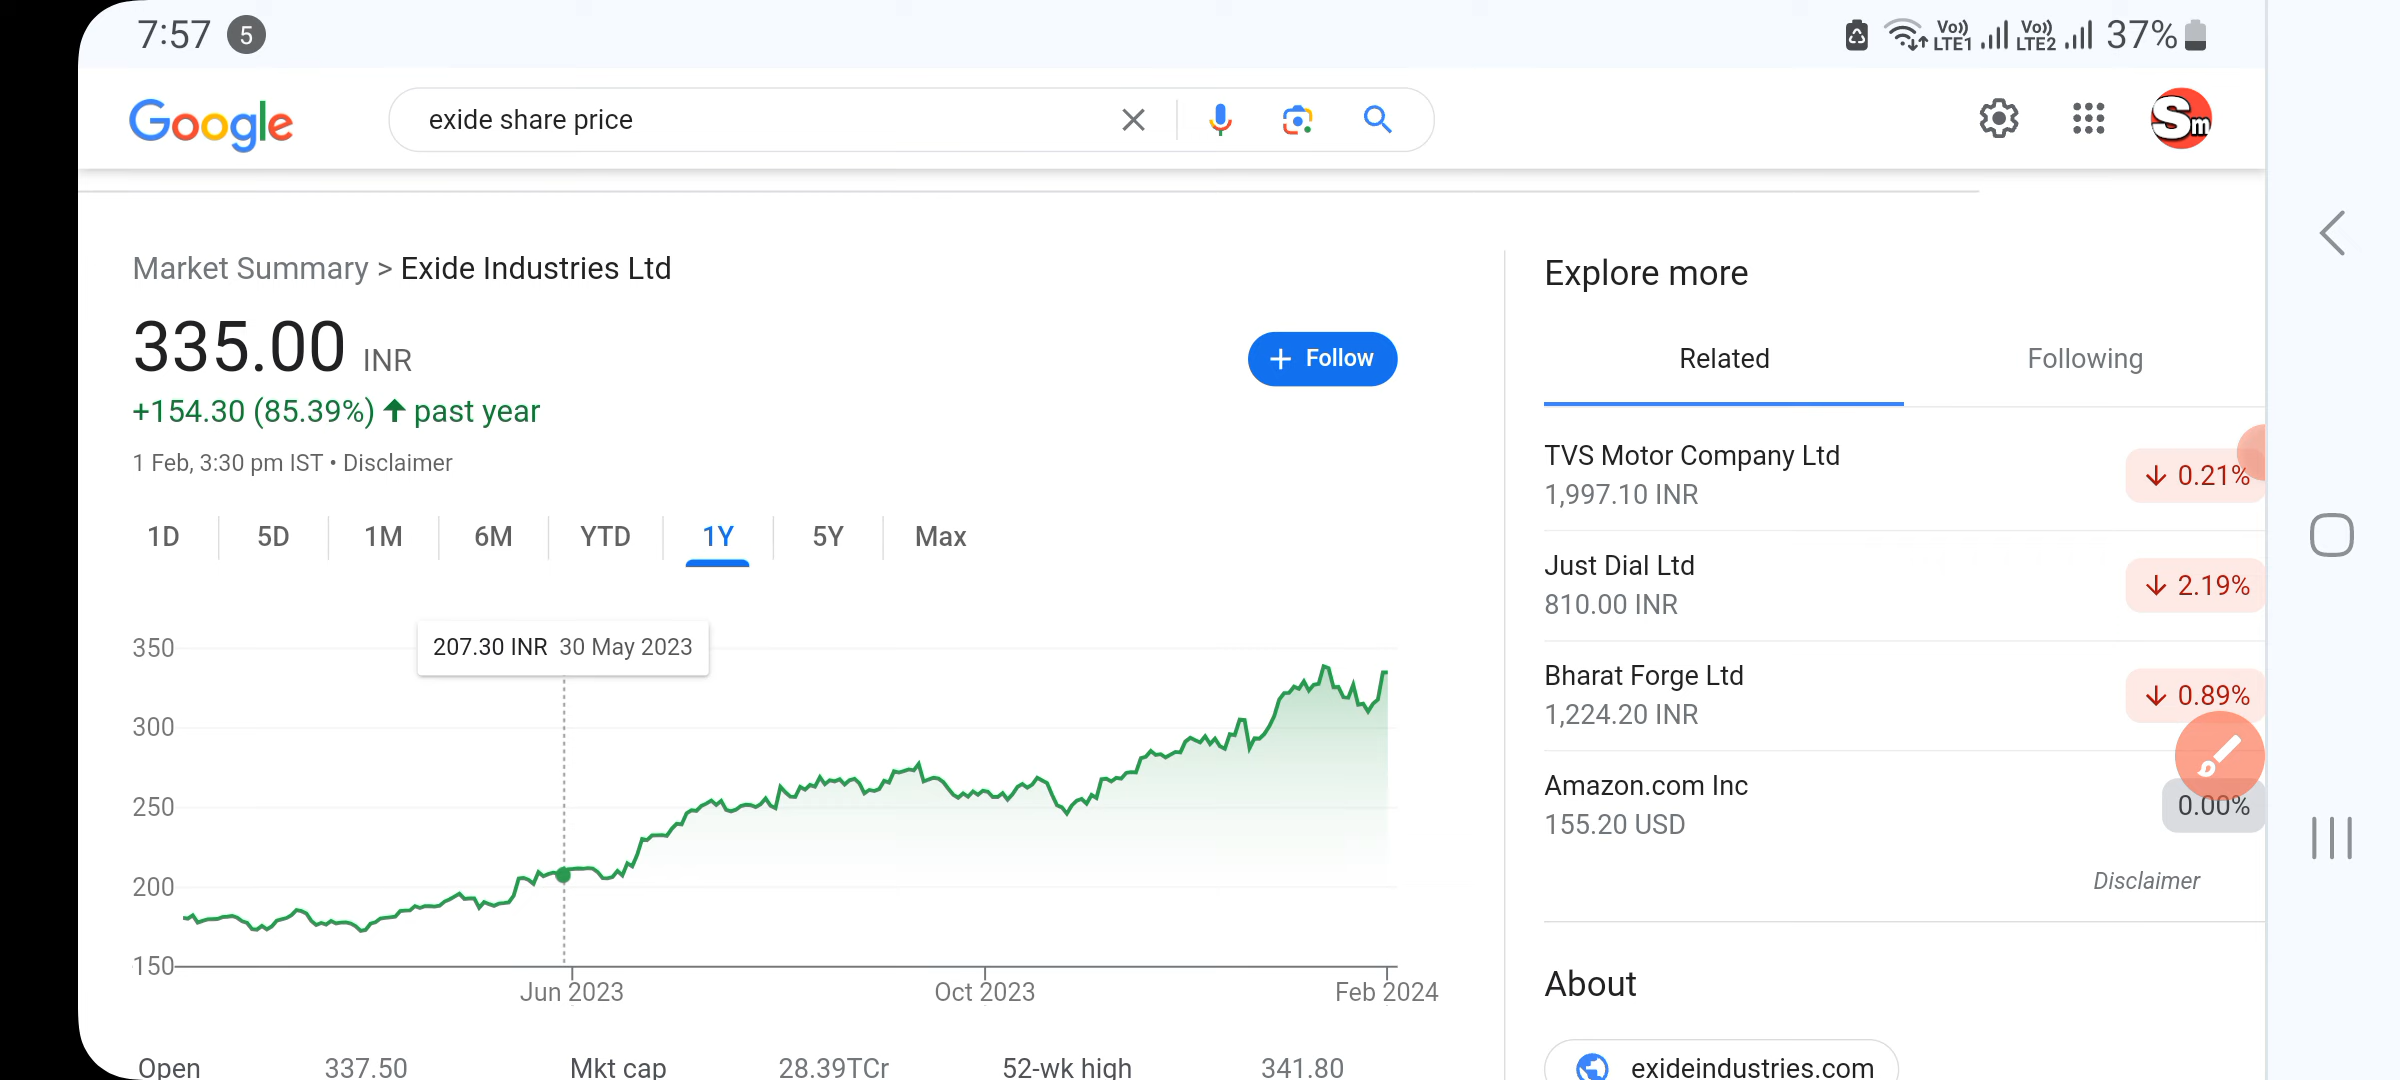 7:57 5
Vo)) LTE1 Vo)) LTE2 37%
Google
exide share price
Sm
Market Summary > Exide Industries Ltd
335.00 INR
+154.30 (85.39%) past year
1 Feb, 3:30 pm IST • Disclaimer
+ Follow
1D 5D 1M 6M YTD 1Y 5Y Max
207.30 INR 30 May 2023
350
300
250
200
150
Jun 2023 Oct 2023 Feb 2024
Open 337.50 Mkt cap 28.39TCr 52-wk high 341.80
Explore more
Related Following
TVS Motor Company Ltd
1,997.10 INR
0.21%
Just Dial Ltd
810.00 INR
2.19%
Bharat Forge Ltd
1,224.20 INR
0.89%
Amazon.com Inc
155.20 USD
0.00%
Disclaimer
About
exideindustries.com